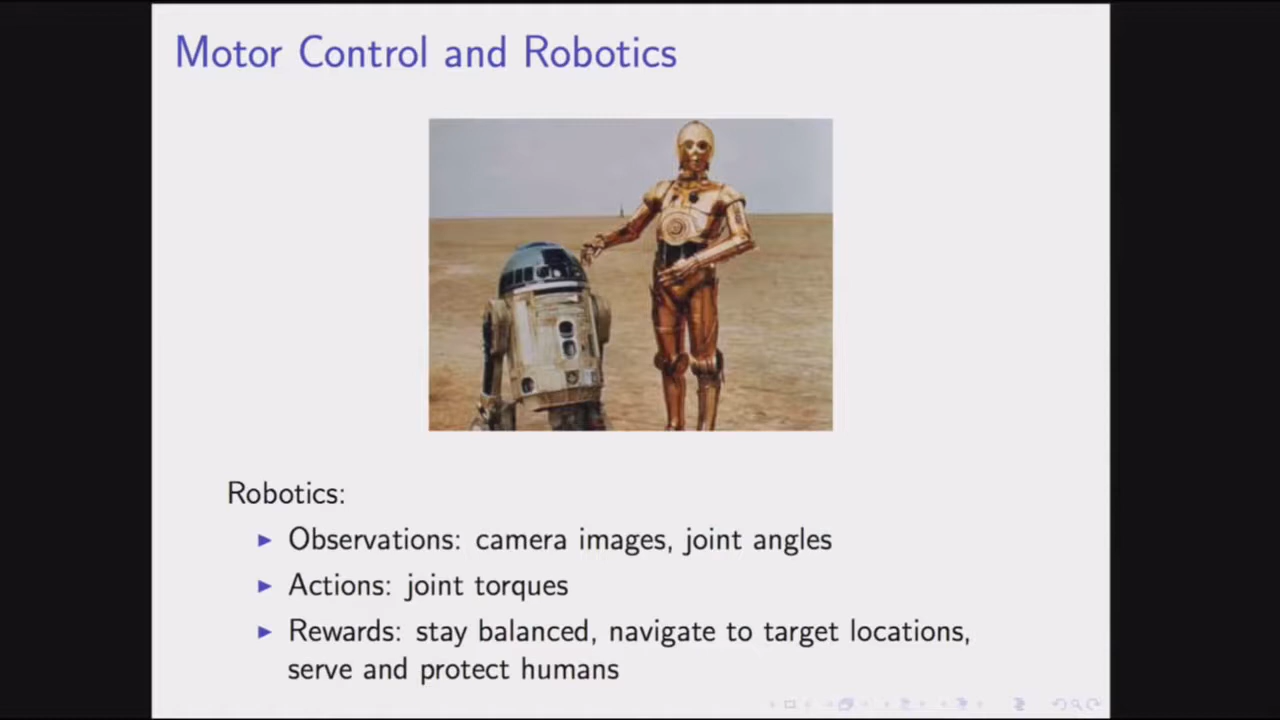 Motor Control and Robotics
Robotics:
Observations: camera images, joint angles
Actions: joint torques
Rewards: stay balanced, navigate to target locations,
serve and protect humans